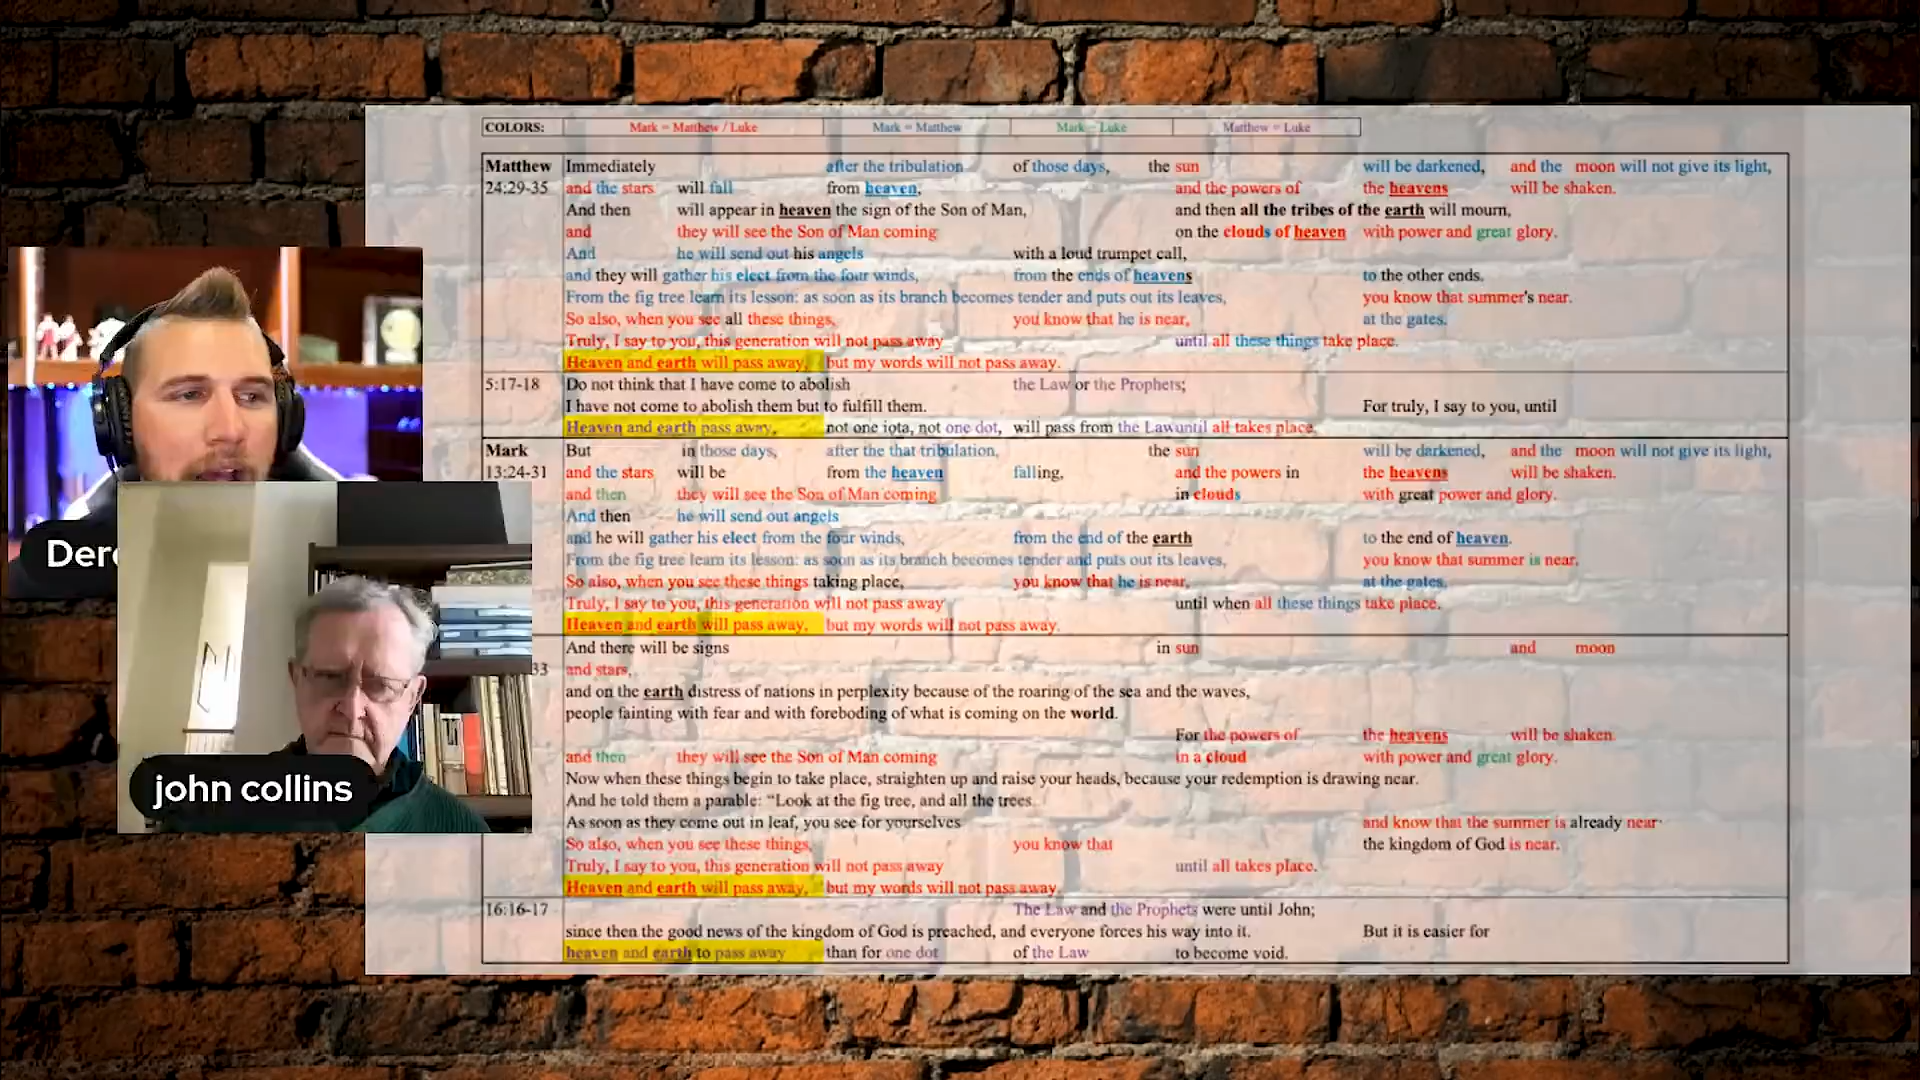 COLORS: Mark = Matthew / Luke Mark = Matthew Mark = Luke Matthew = Luke
Matthew Immediately after the tribulation of those days, the sun will be darkened, and the moon will not give its light,
24:29-35 and the stars will fall from heaven, and the powers of the heavens will be shaken.
And then will appear in heaven the sign of the Son of Man, and then all the tribes of the earth will mourn,
and they will see the Son of Man coming on the clouds of heaven with power and great glory.
And he will send out his angels with a loud trumpet call,
and they will gather his elect from the four winds, from the ends of heavens to the other ends.
From the fig tree learn its lesson: as soon as its branch becomes tender and puts out its leaves, you know that summer's near.
So also, when you see all these things, you know that he is near, at the gates.
Truly, I say to you, this generation will not pass away until all these things take place.
Heaven and earth will pass away, but my words will not pass away.
5:17-18 Do not think that I have come to abolish the Law or the Prophets;
I have not come to abolish them but to fulfill them. For truly, I say to you, until
Heaven and earth pass away, not one iota, not one dot, will pass from the Law until all takes place.
Mark But in those days, after the that tribulation, the sun will be darkened, and the moon will not give its light,
13:24-31 and the stars will be from the heaven falling, and the powers in the heavens will be shaken.
and then they will see the Son of Man coming in clouds with great power and glory.
And then he will send out angels
and he will gather his elect from the four winds, from the end of the earth to the end of heaven.
From the fig tree learn its lesson: as soon as its branch becomes tender and puts out its leaves, you know that summer is near.
So also, when you see these things taking place, you know that he is near, at the gates.
Truly, I say to you, this generation will not pass away until when all these things take place.
Heaven and earth will pass away, but my words will not pass away.
And there will be signs in sun and moon
33 and stars,
and on the earth distress of nations in perplexity because of the roaring of the sea and the waves,
people fainting with fear and with foreboding of what is coming on the world.
For the powers of the heavens will be shaken.
and then they will see the Son of Man coming in a cloud with power and great glory.
Now when these things begin to take place, straighten up and raise your heads, because your redemption is drawing near.
And he told them a parable: “Look at the fig tree, and all the trees
As soon as they come out in leaf, you see for yourselves and know that the summer is already near
So also, when you see these things, you know that the kingdom of God is near.
Truly, I say to you, this generation will not pass away until all takes place.
Heaven and earth will pass away, but my words will not pass away
16:16-17 The Law and the Prophets were until John;
since then the good news of the kingdom of God is preached, and everyone forces his way into it. But it is easier for
heaven and earth to pass away than for one dot of the Law to become void.
Der
john collins